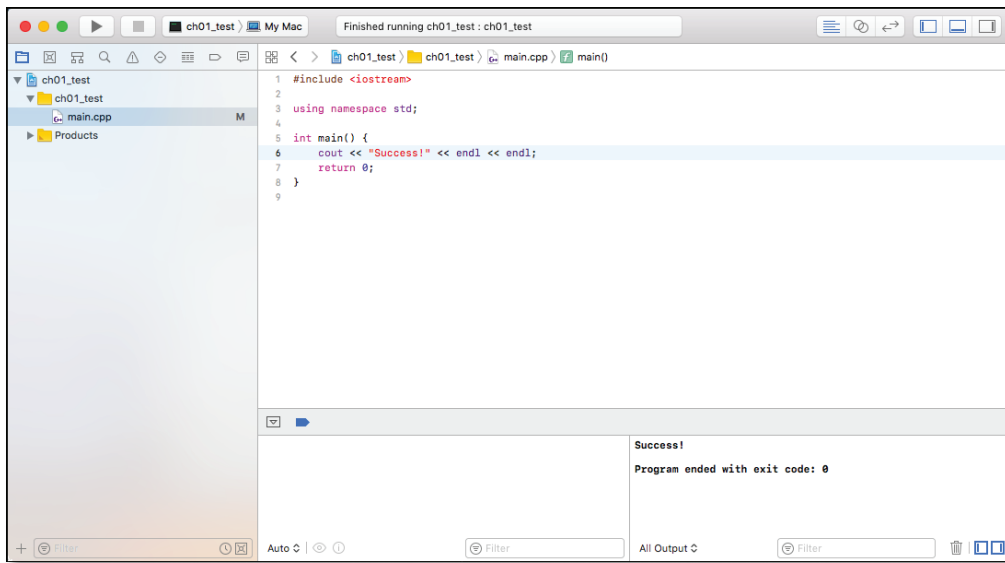 ch01_test 〉 My Mac
Finished running ch01_test : ch01_test
ch01_test 〉 ch01_test 〉 main.cpp 〉 main()
ch01_test
ch01_test
main.cpp M
Products
1 #include <iostream>
2
3 using namespace std;
4
5 int main() {
6 cout << "Success!" << endl << endl;
7 return 0;
8 }
9
Success!
Program ended with exit code: 0
Filter
Auto
Filter
All Output
Filter